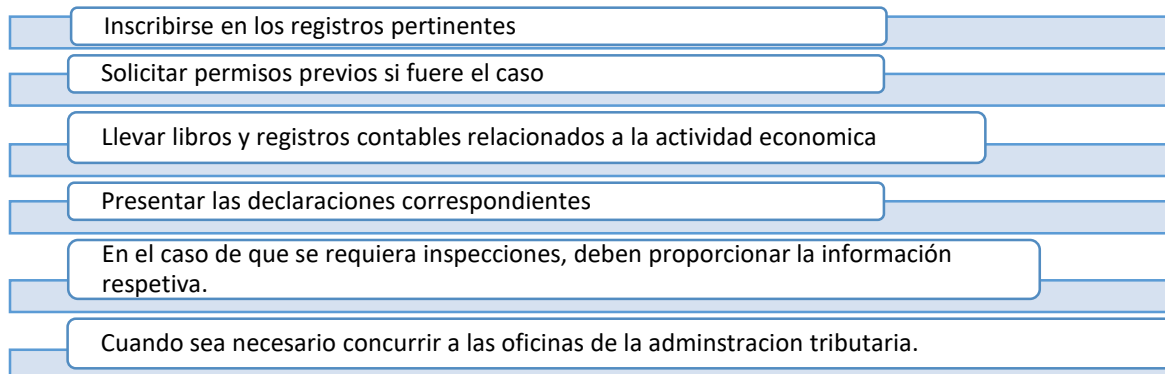 Inscribirse en los registros pertinentes
Solicitar permisos previos si fuere el caso
Llevar libros y registros contables relacionados a la actividad economica
Presentar las declaraciones correspondientes
En el caso de que se requiera inspecciones, deben proporcionar la información
respetiva.
Cuando sea necesario concurrir a las oficinas de la adminstracion tributaria.